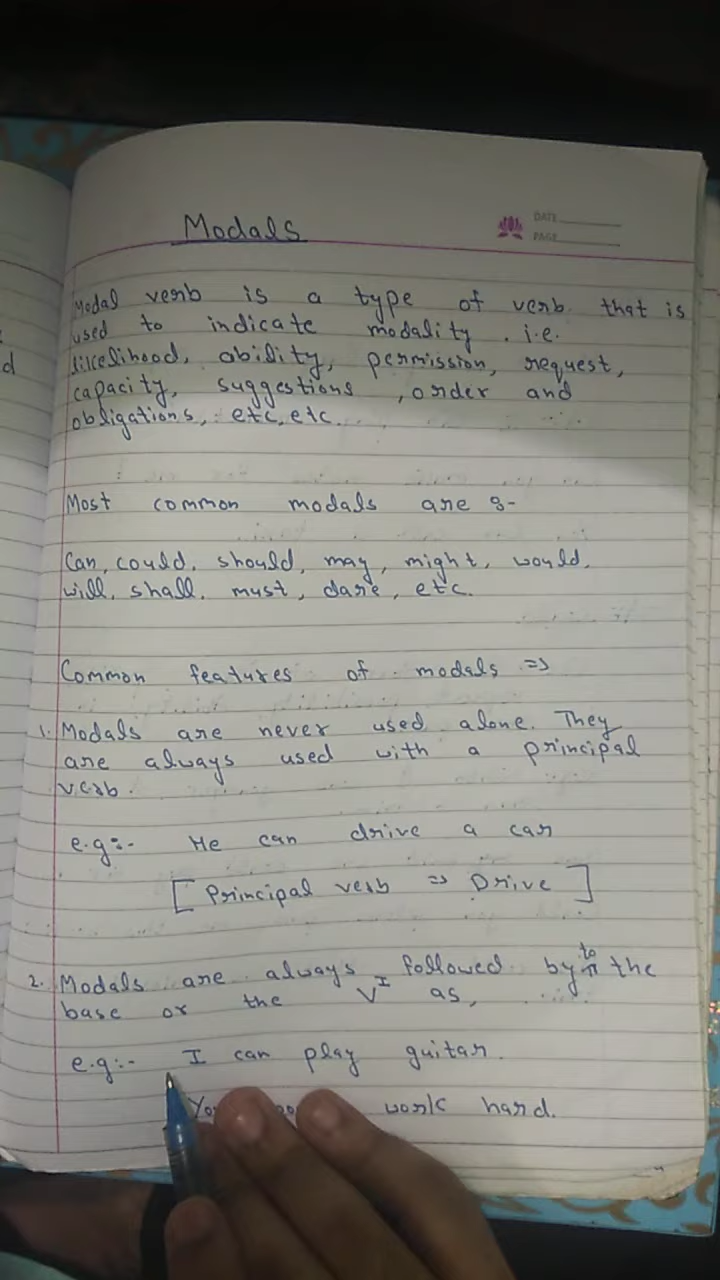 Modals
DATE
PAGE
Modal verb is a type of verb that is
used to indicate modality. i.e.
likelihood, ability, permission, request,
capacity, suggestions, order and
obligations, etc, etc.
Most common modals are :-
Can, could, should, may, might, would,
will, shall, must, dare, etc.
Common features of modals =>
1. Modals are never used alone. They
are always used with a principal
verb.
e.g:- He can drive a car
[Principal verb => Drive]
2. Modals are always followed by to the
base or the V^I as,
e.g:- I can play guitar.
work hard.
d